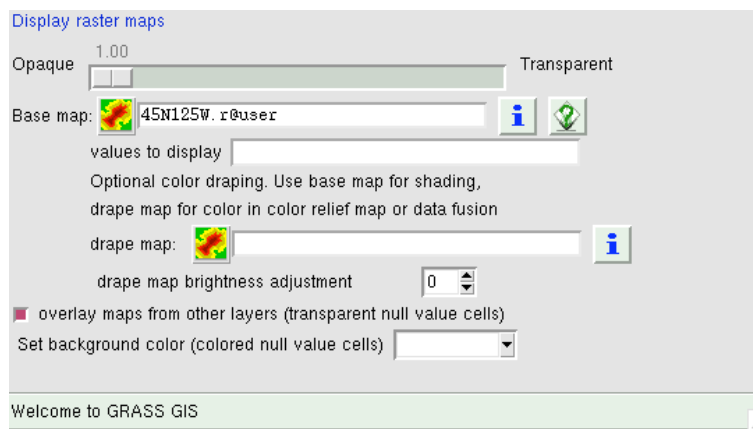 Display raster maps
1.00
Opaque Transparent
Base map: 45N125W.r@user
values to display
Optional color draping. Use base map for shading,
drape map for color in color relief map or data fusion
drape map:
drape map brightness adjustment 0
overlay maps from other layers (transparent null value cells)
Set background color (colored null value cells)
Welcome to GRASS GIS